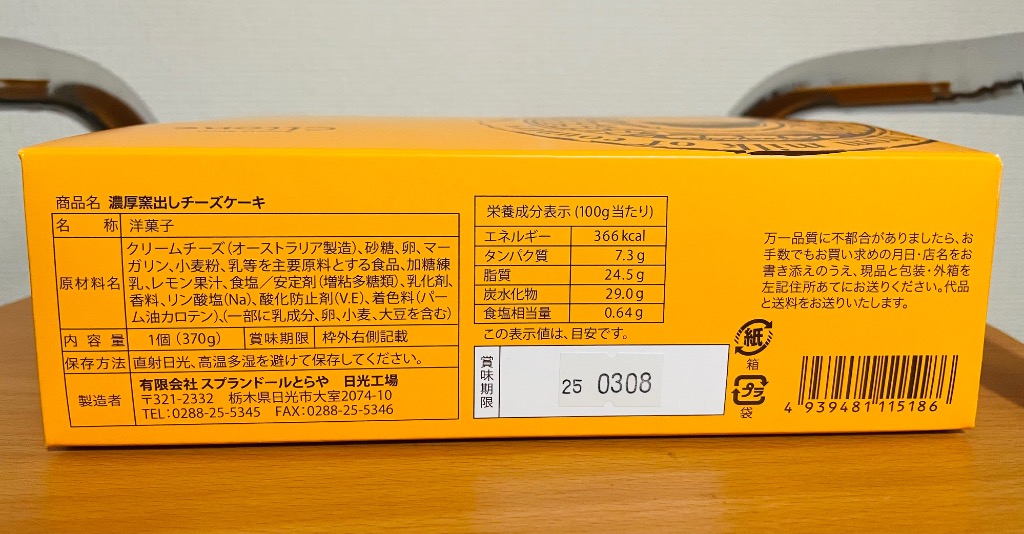 citrons
milk of
商品名 濃厚窯出しチーズケーキ
名 称 洋菓子
原材料名 クリームチーズ(オーストラリア製造)、砂糖、卵、マー
ガリン、小麦粉、乳等を主要原料とする食品、加糖練
乳、レモン果汁、食塩/安定剤(増粘多糖類)、乳化剤、
香料、リン酸塩(Na)、酸化防止剤(V.E)、着色料(パー
ム油カロテン)、(一部に乳成分、卵、小麦、大豆を含む)
内 容 量 1個(370g) 賞味期限 枠外右側記載
保存方法 直射日光、高温多湿を避けて保存してください。
製造者 有限会社 スプランドールとらや 日光工場
〒321-2332 栃木県日光市大室2074-10
TEL:0288-25-5345 FAX:0288-25-5346
栄養成分表示(100g当たり)
エネルギー 366kcal
タンパク質 7.3g
脂質 24.5g
炭水化物 29.0g
食塩相当量 0.64g
この表示値は、目安です。
賞味期限 25 0308
万一品質に不都合がありましたら、お
手数でもお買い求めの月日・店名をお
書き添えのうえ、現品と包装・外箱を
左記住所あてにお送りください。代品
と送料をお送りいたします。
紙
箱
プラ
袋
4 939481 115186